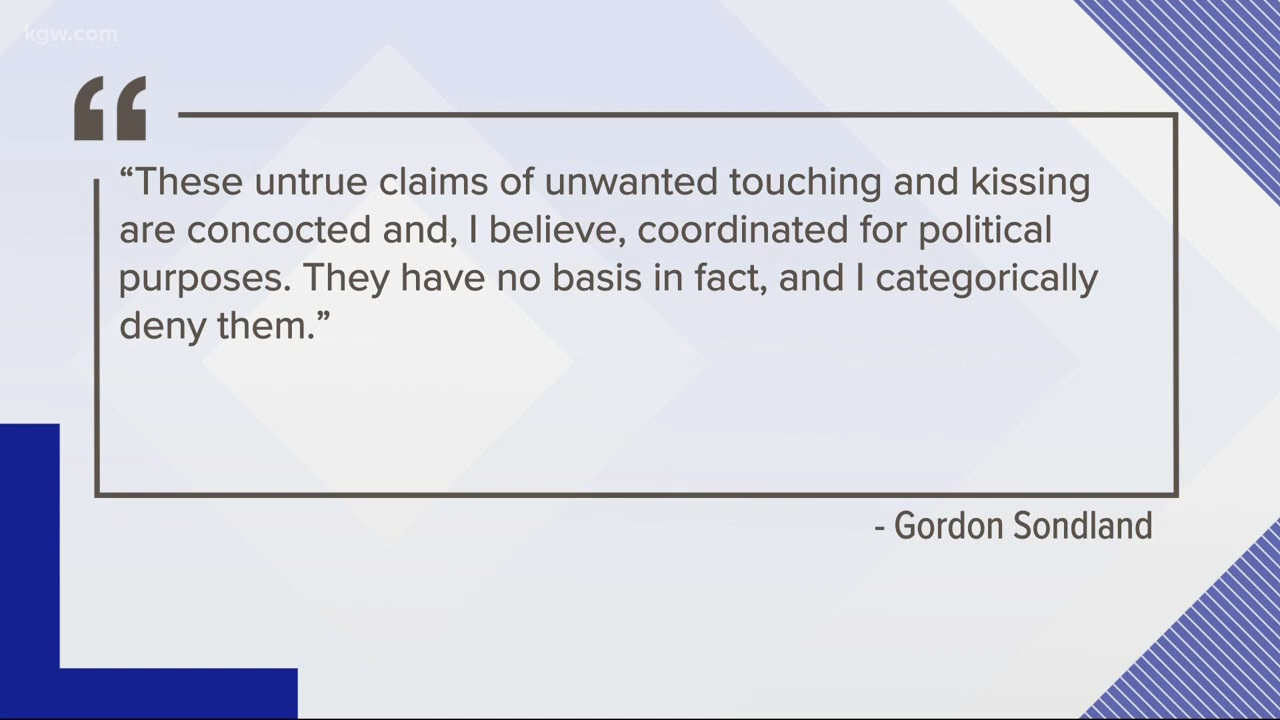 kgw.com
“These untrue claims of unwanted touching and kissing
are concocted and, I believe, coordinated for political
purposes. They have no basis in fact, and I categorically
deny them.”
- Gordon Sondland